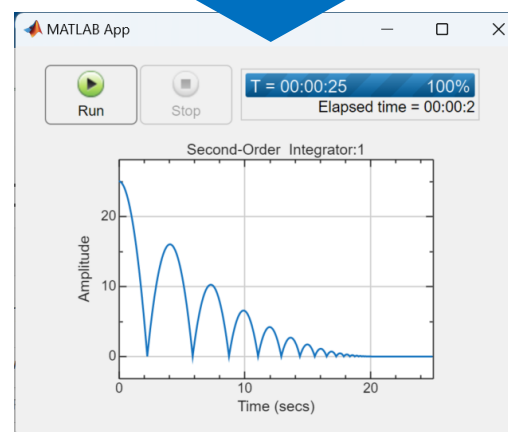 MATLAB App
Run
Stop
T = 00:00:25 100%
Elapsed time = 00:00:2
Second-Order Integrator:1
20
10
0
Amplitude
0 10 20
Time (secs)